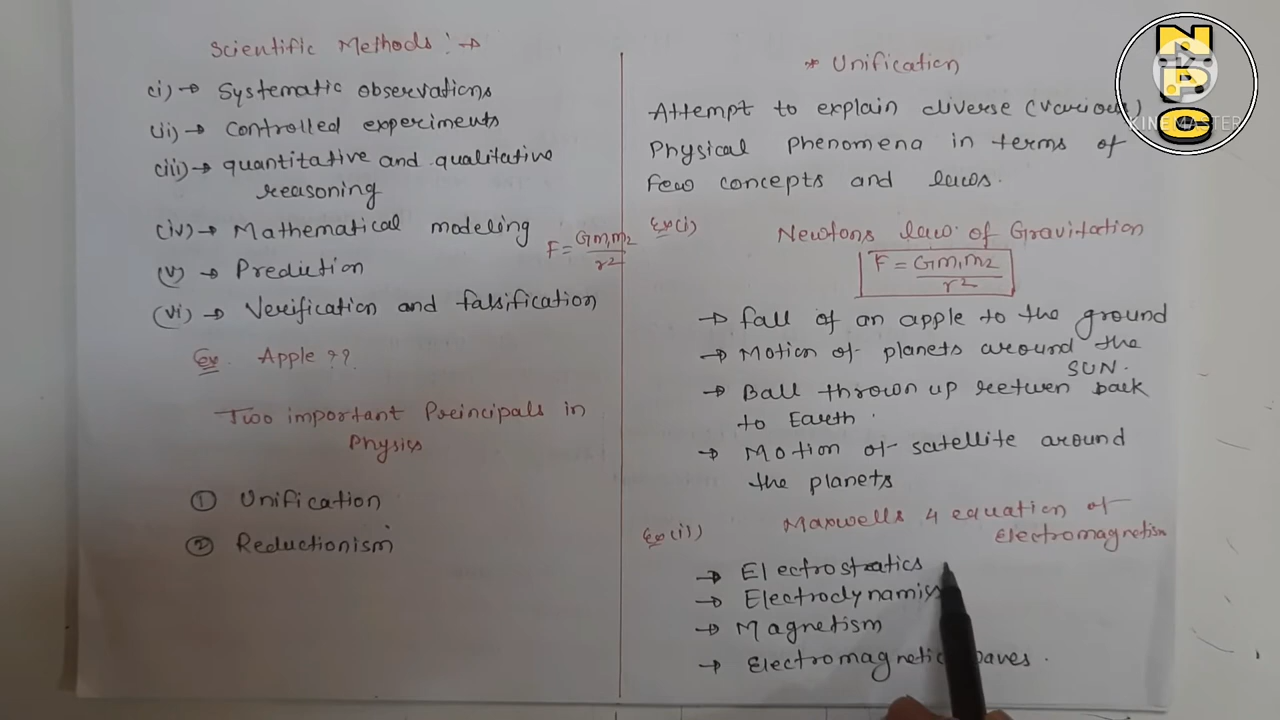 Scientific Methods :→
(i) → Systematic observations
(ii) → Controlled experiments
(iii) → quantitative and qualitative
reasoning
(iv) → Mathematical modeling
F = Gm1m2/r²
(v) → Prediction
(vi) → Verification and falsification
Ex. Apple ??
Two important Principals in
Physics
① Unification
② Reductionism
* Unification
Attempt to explain diverse (various)
Physical phenomena in terms of
few concepts and laws.
Ex(i) Newtons law of Gravitation
F = Gm1m2/r²
→ fall of an apple to the ground
→ Motion of planets around the
SUN.
→ Ball thrown up return back
to Earth.
→ Motion of satellite around
the planets
Ex(ii) Maxwells 4 equation of
Electromagnetism
→ Electrostatics
→ Electrodynamics
→ Magnetism
→ Electromagnetic waves.
NPC
KINEMASTER